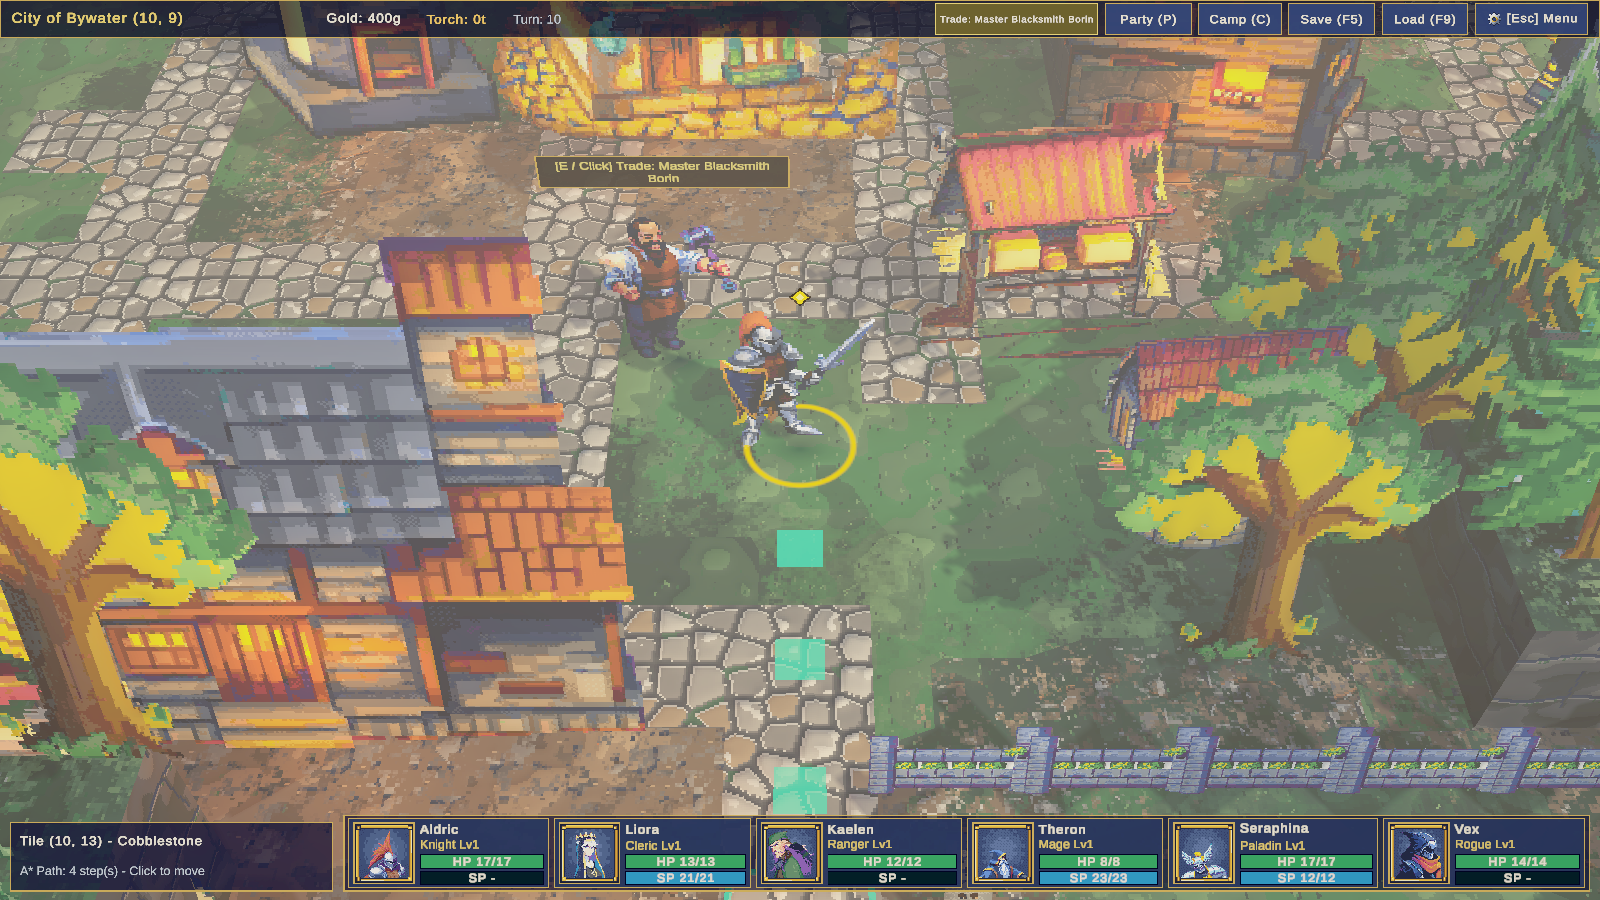 City of Bywater (10, 9)
Gold: 400g
Torch: 0t
Turn: 10
Trade: Master Blacksmith Borin
Party (P)
Camp (C)
Save (F5)
Load (F9)
[Esc] Menu
[E / Click] Trade: Master Blacksmith
Borin
Tile (10, 13) - Cobblestone
A* Path: 4 step(s) - Click to move
Aldric
Knight Lv1
HP 17/17
SP -
Liora
Cleric Lv1
HP 13/13
SP 21/21
Kaelen
Ranger Lv1
HP 12/12
SP -
Theron
Mage Lv1
HP 8/8
SP 23/23
Seraphina
Paladin Lv1
HP 17/17
SP 12/12
Vex
Rogue Lv1
HP 14/14
SP -